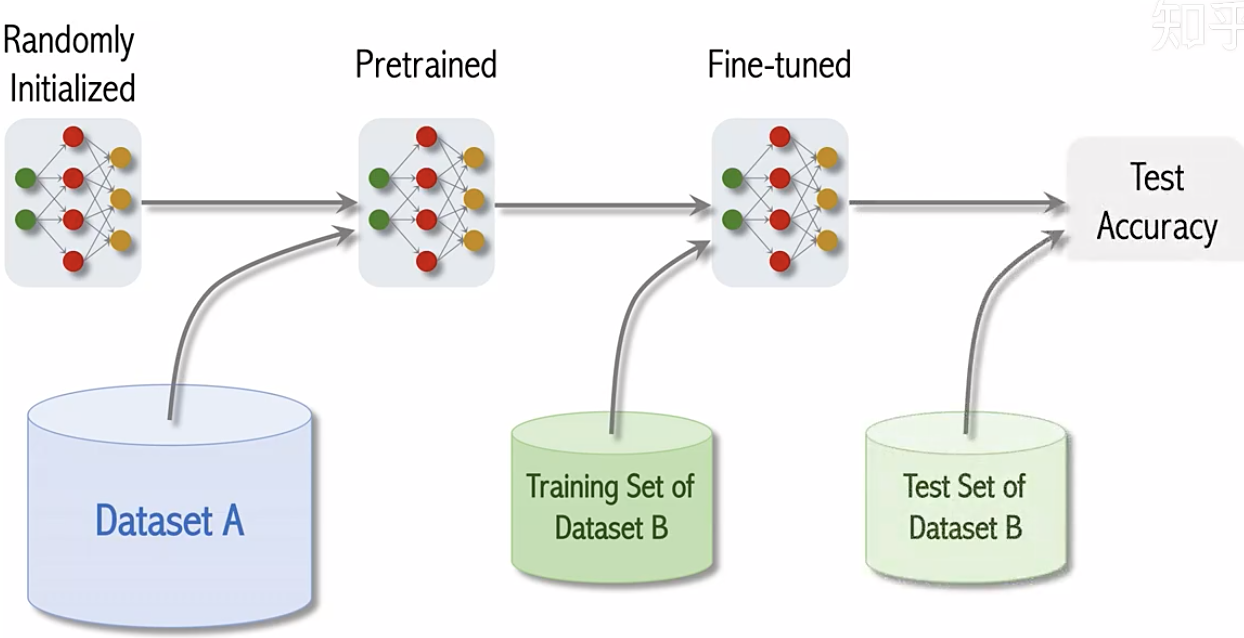 知乎
Randomly
Initialized
Pretrained
Fine-tuned
Test
Accuracy
Dataset A
Training Set of
Dataset B
Test Set of
Dataset B